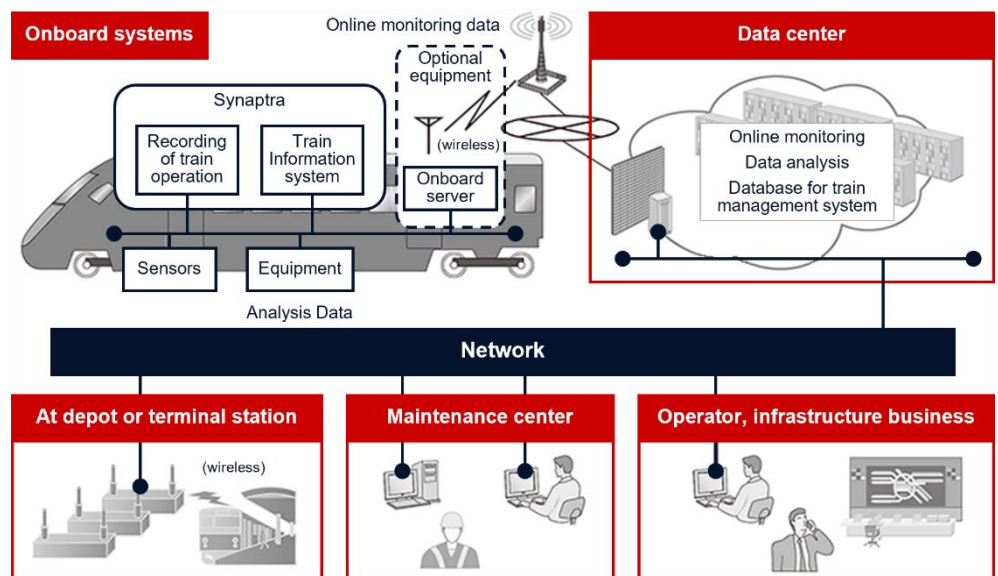 Onboard systems
Online monitoring data
Optional
equipment
(wireless)
Onboard
server
Synaptra
Recording
of train
operation
Train
Information
system
Sensors
Equipment
Analysis Data
Data center
Online monitoring
Data analysis
Database for train
management system
Network
At depot or terminal station
(wireless)
Maintenance center
Operator, infrastructure business